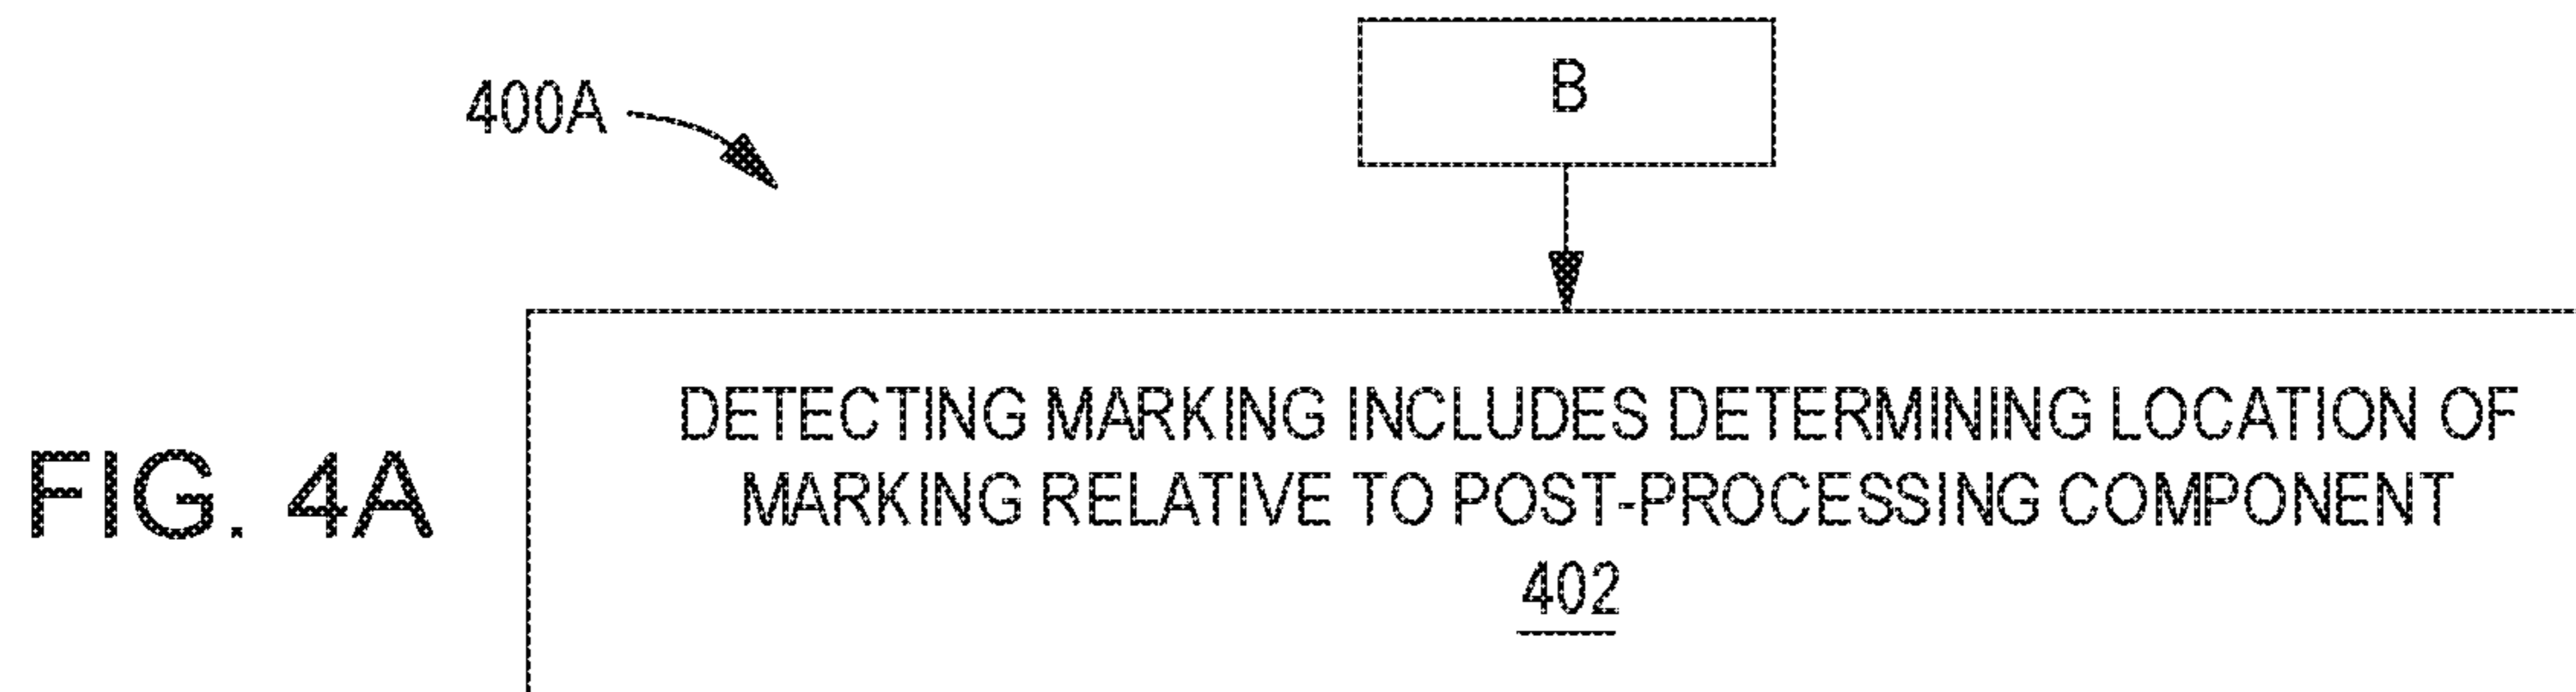 B
400A
DETECTING MARKING INCLUDES DETERMINING LOCATION OF
MARKING RELATIVE TO POST-PROCESSING COMPONENT
402
FIG. 4A